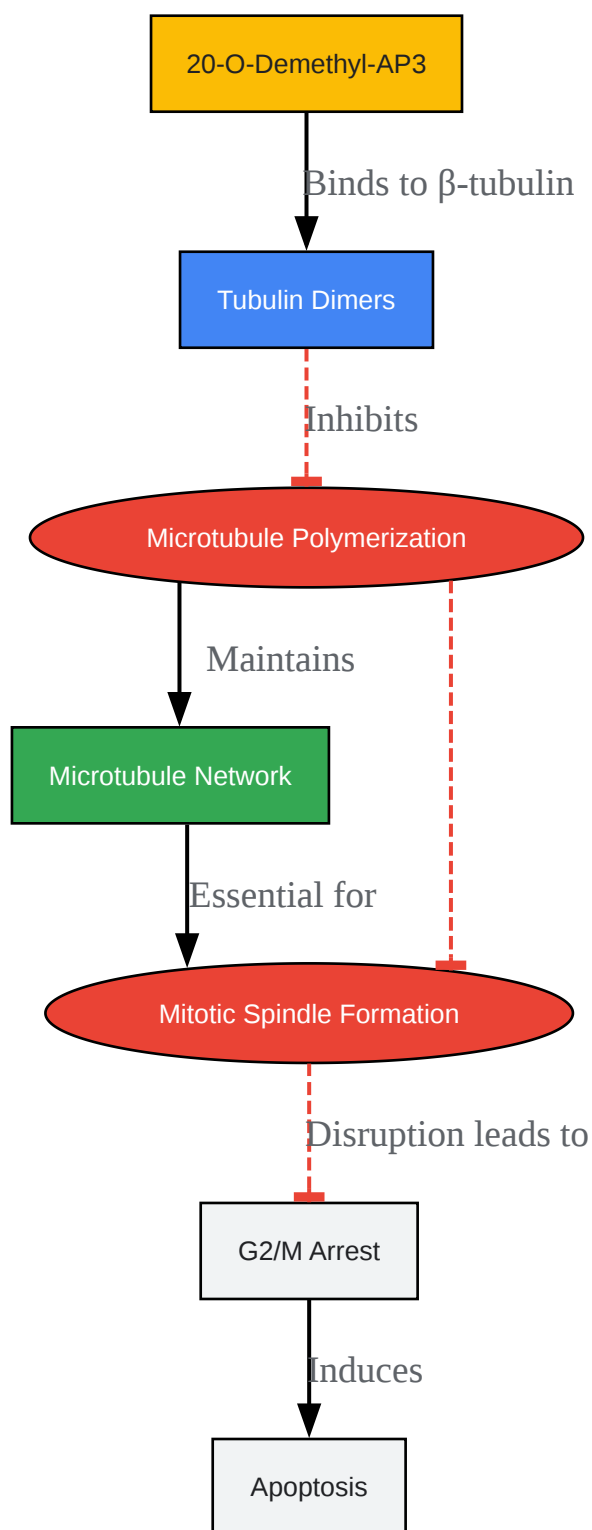 20-O-Demethyl-AP3
Binds to β-tubulin
Tubulin Dimers
Inhibits
Microtubule Polymerization
Maintains
Microtubule Network
Essential for
Mitotic Spindle Formation
Disruption leads to
G2/M Arrest
Induces
Apoptosis